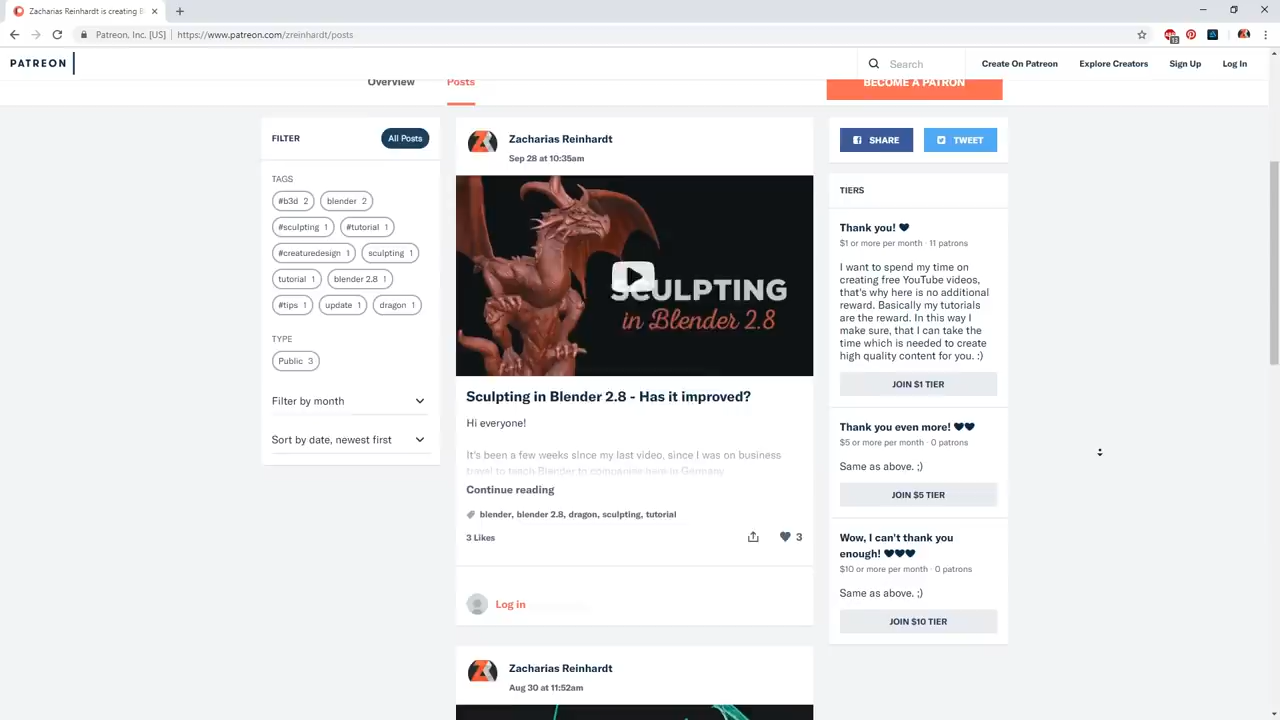 Zacharias Reinhardt is creating B
Patreon, Inc. [US]
https://www.patreon.com/zreinhardt/posts
12
PATREON
Search
Create On Patreon
Explore Creators
Sign Up
Log In
Overview
Posts
BECOME A PATRON
FILTER
All Posts
TAGS
#b3d 2
blender 2
#sculpting 1
#tutorial 1
#creaturedesign 1
sculpting 1
tutorial 1
blender 2.8 1
#tips 1
update 1
dragon 1
TYPE
Public 3
Filter by month
Sort by date, newest first
Zacharias Reinhardt
Sep 28 at 10:35am
SCULPTING
in Blender 2.8
Sculpting in Blender 2.8 - Has it improved?
Hi everyone!
It's been a few weeks since my last video, since I was on business
travel to teach Blender to companies here in Germany
Continue reading
blender, blender 2.8, dragon, sculpting, tutorial
3 Likes
3
Log in
Zacharias Reinhardt
Aug 30 at 11:52am
SHARE
TWEET
TIERS
Thank you!
$1 or more per month · 11 patrons
I want to spend my time on
creating free YouTube videos,
that's why here is no additional
reward. Basically my tutorials
are the reward. In this way I
make sure, that I can take the
time which is needed to create
high quality content for you. :)
JOIN $1 TIER
Thank you even more!
$5 or more per month · 0 patrons
Same as above. ;)
JOIN $5 TIER
Wow, I can't thank you
enough!
$10 or more per month · 0 patrons
Same as above. ;)
JOIN $10 TIER